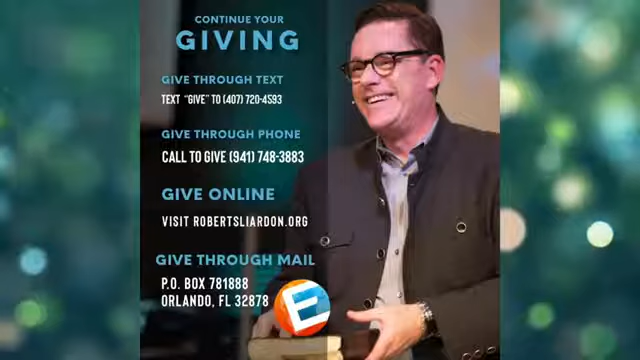 CONTINUE YOUR
GIVING
GIVE THROUGH TEXT
TEXT "GIVE" TO (407) 720-4593
GIVE THROUGH PHONE
CALL TO GIVE (941) 748-3883
GIVE ONLINE
VISIT ROBERTSLIARDON.ORG
GIVE THROUGH MAIL
P.O. BOX 781888
ORLANDO, FL 32878
E